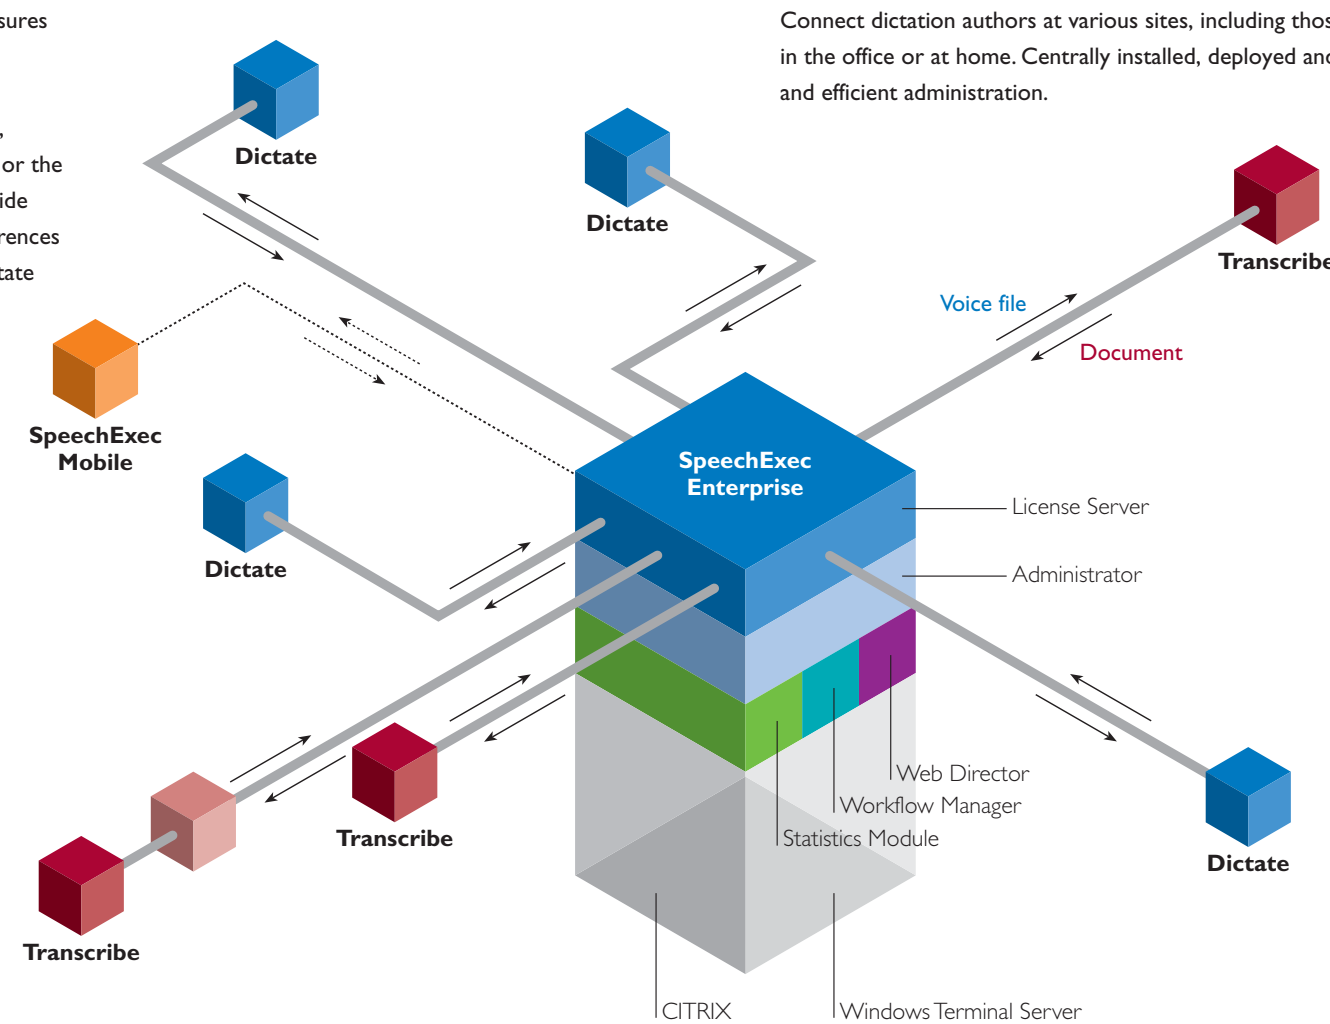 sures
,
or the
ide
rences
tate
Connect dictation authors at various sites, including thos
in the office or at home. Centrally installed, deployed and
and efficient administration.
Dictate
Dictate
Transcribe
Voice file
Document
SpeechExec
Mobile
SpeechExec
Enterprise
License Server
Dictate
Administrator
Web Director
Workflow Manager
Statistics Module
Transcribe
Dictate
Transcribe
CITRIX
Windows Terminal Server